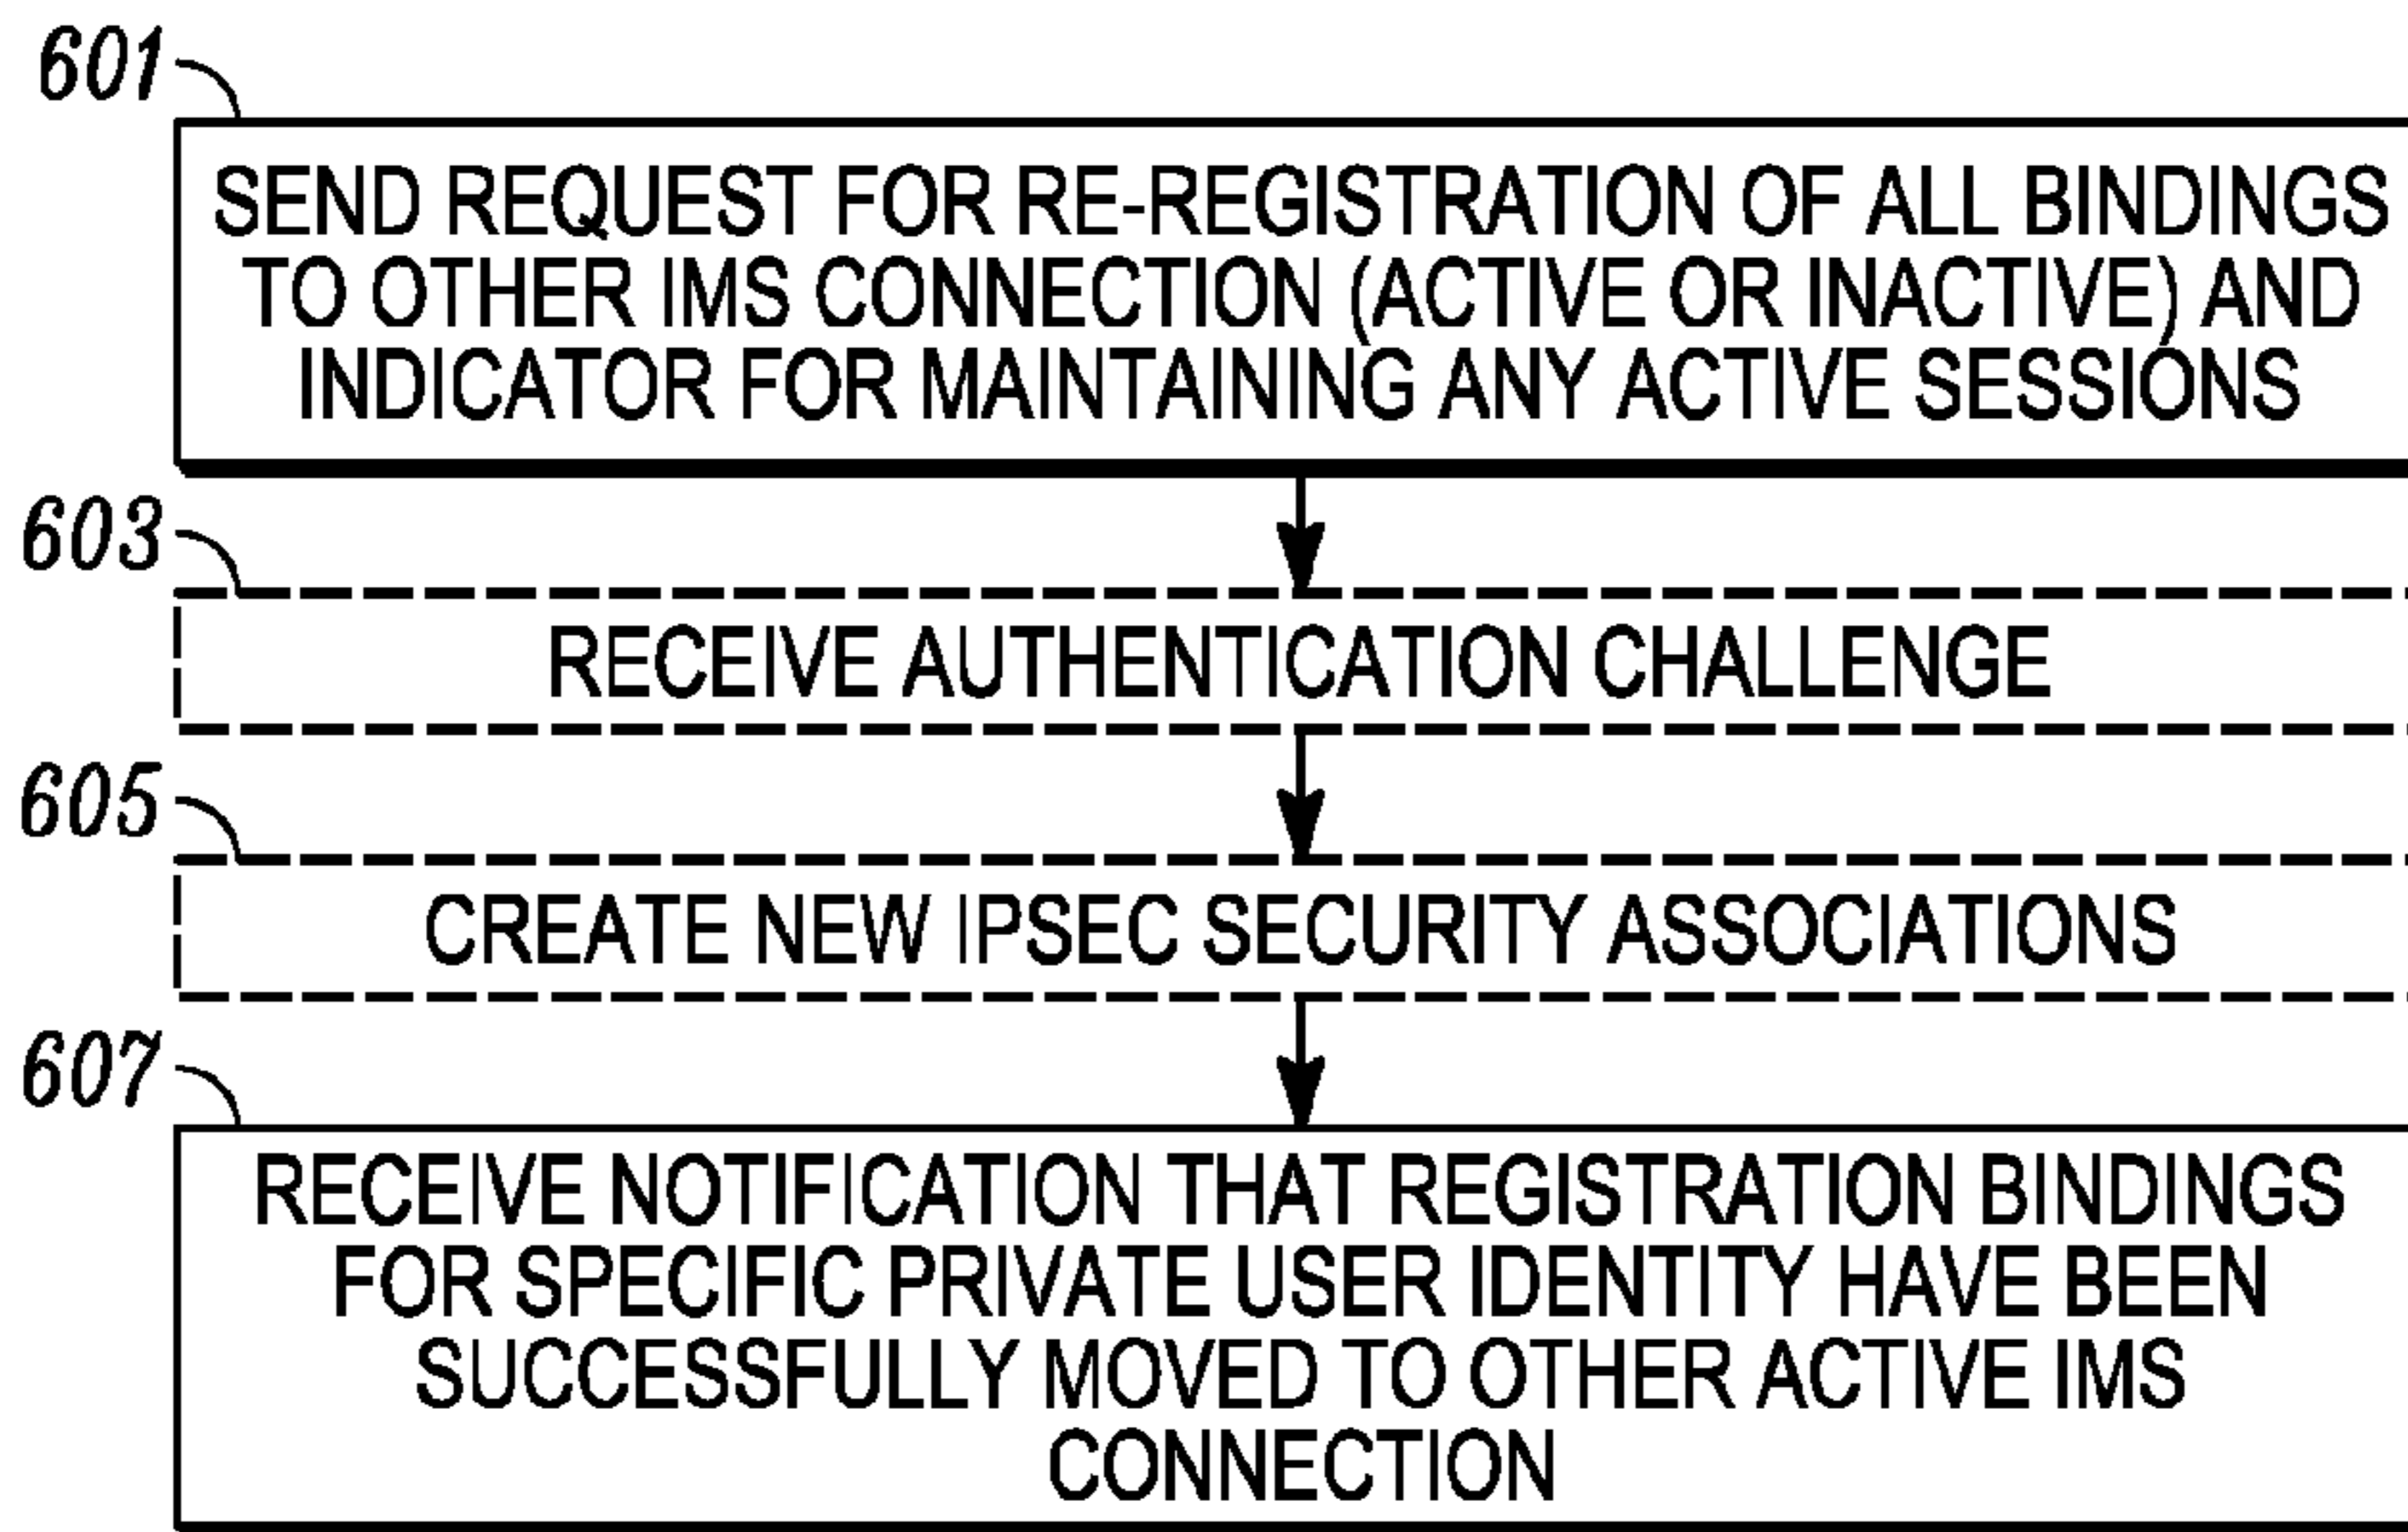 601
SEND REQUEST FOR RE-REGISTRATION OF ALL BINDINGS
TO OTHER IMS CONNECTION (ACTIVE OR INACTIVE) AND
INDICATOR FOR MAINTAINING ANY ACTIVE SESSIONS
603
RECEIVE AUTHENTICATION CHALLENGE
605
CREATE NEW IPSEC SECURITY ASSOCIATIONS
607
RECEIVE NOTIFICATION THAT REGISTRATION BINDINGS
FOR SPECIFIC PRIVATE USER IDENTITY HAVE BEEN
SUCCESSFULLY MOVED TO OTHER ACTIVE IMS
CONNECTION